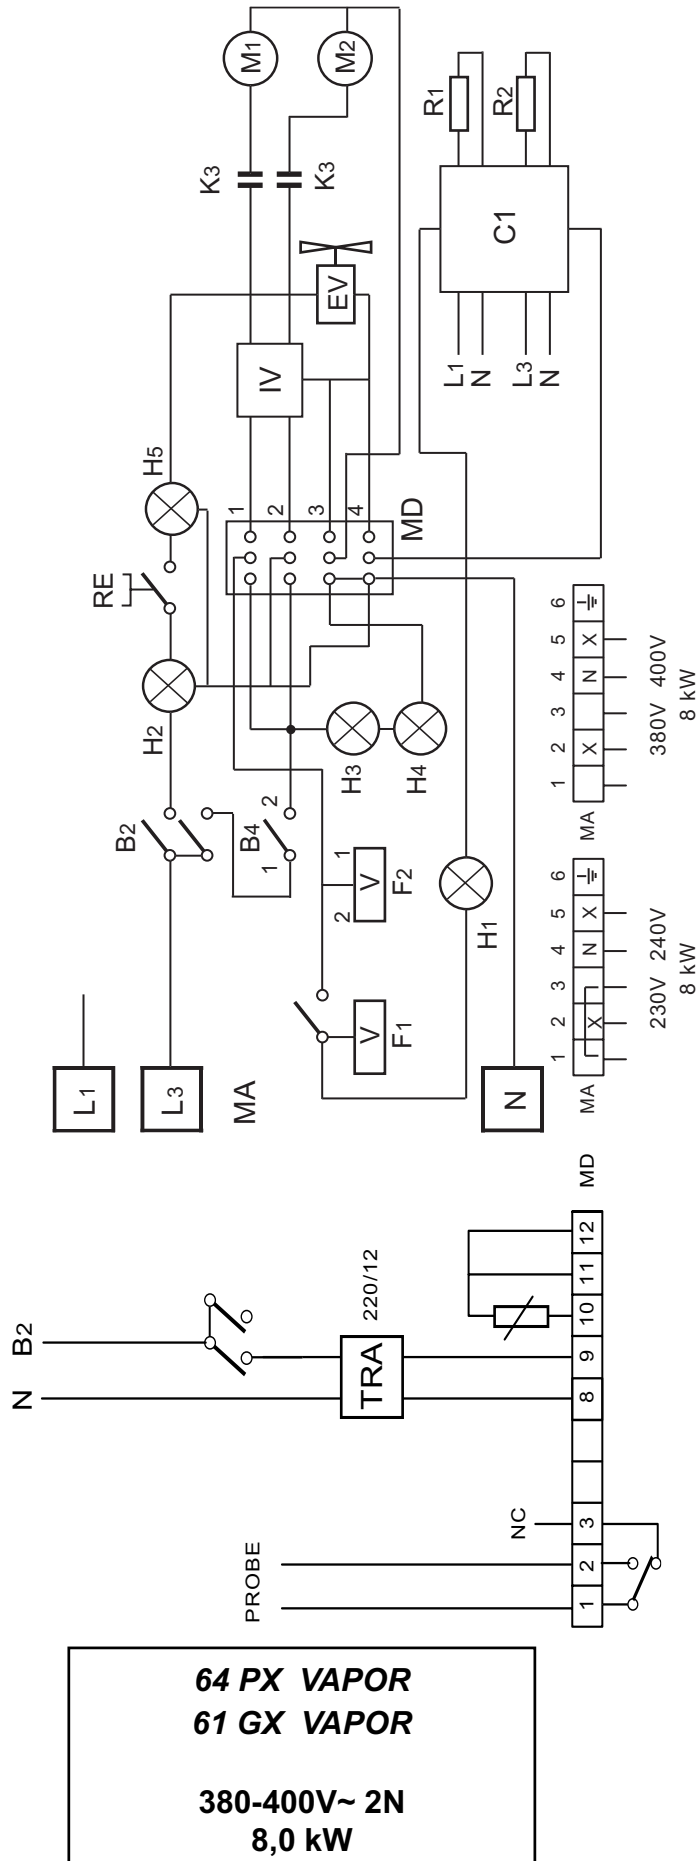 M1
M2
K3
K3
R1
R2
EV
C1
IV
L1
N
L3
N
H5
1
2
3
4
MD
RE
H2
H3
H4
B2
B4
1
2
F2
V
1
2
H1
F1
V
L1
L3
MA
N
MA
1
2
3
4
5
6
X
N
X
380V 400V
8 kW
MA
1
2
3
4
5
6
X
N
X
230V 240V
8 kW
B2
N
220/12
TRA
MD
12
11
10
9
8
3
2
1
NC
PROBE
64 PX VAPOR
61 GX VAPOR
380-400V~ 2N
8,0 kW